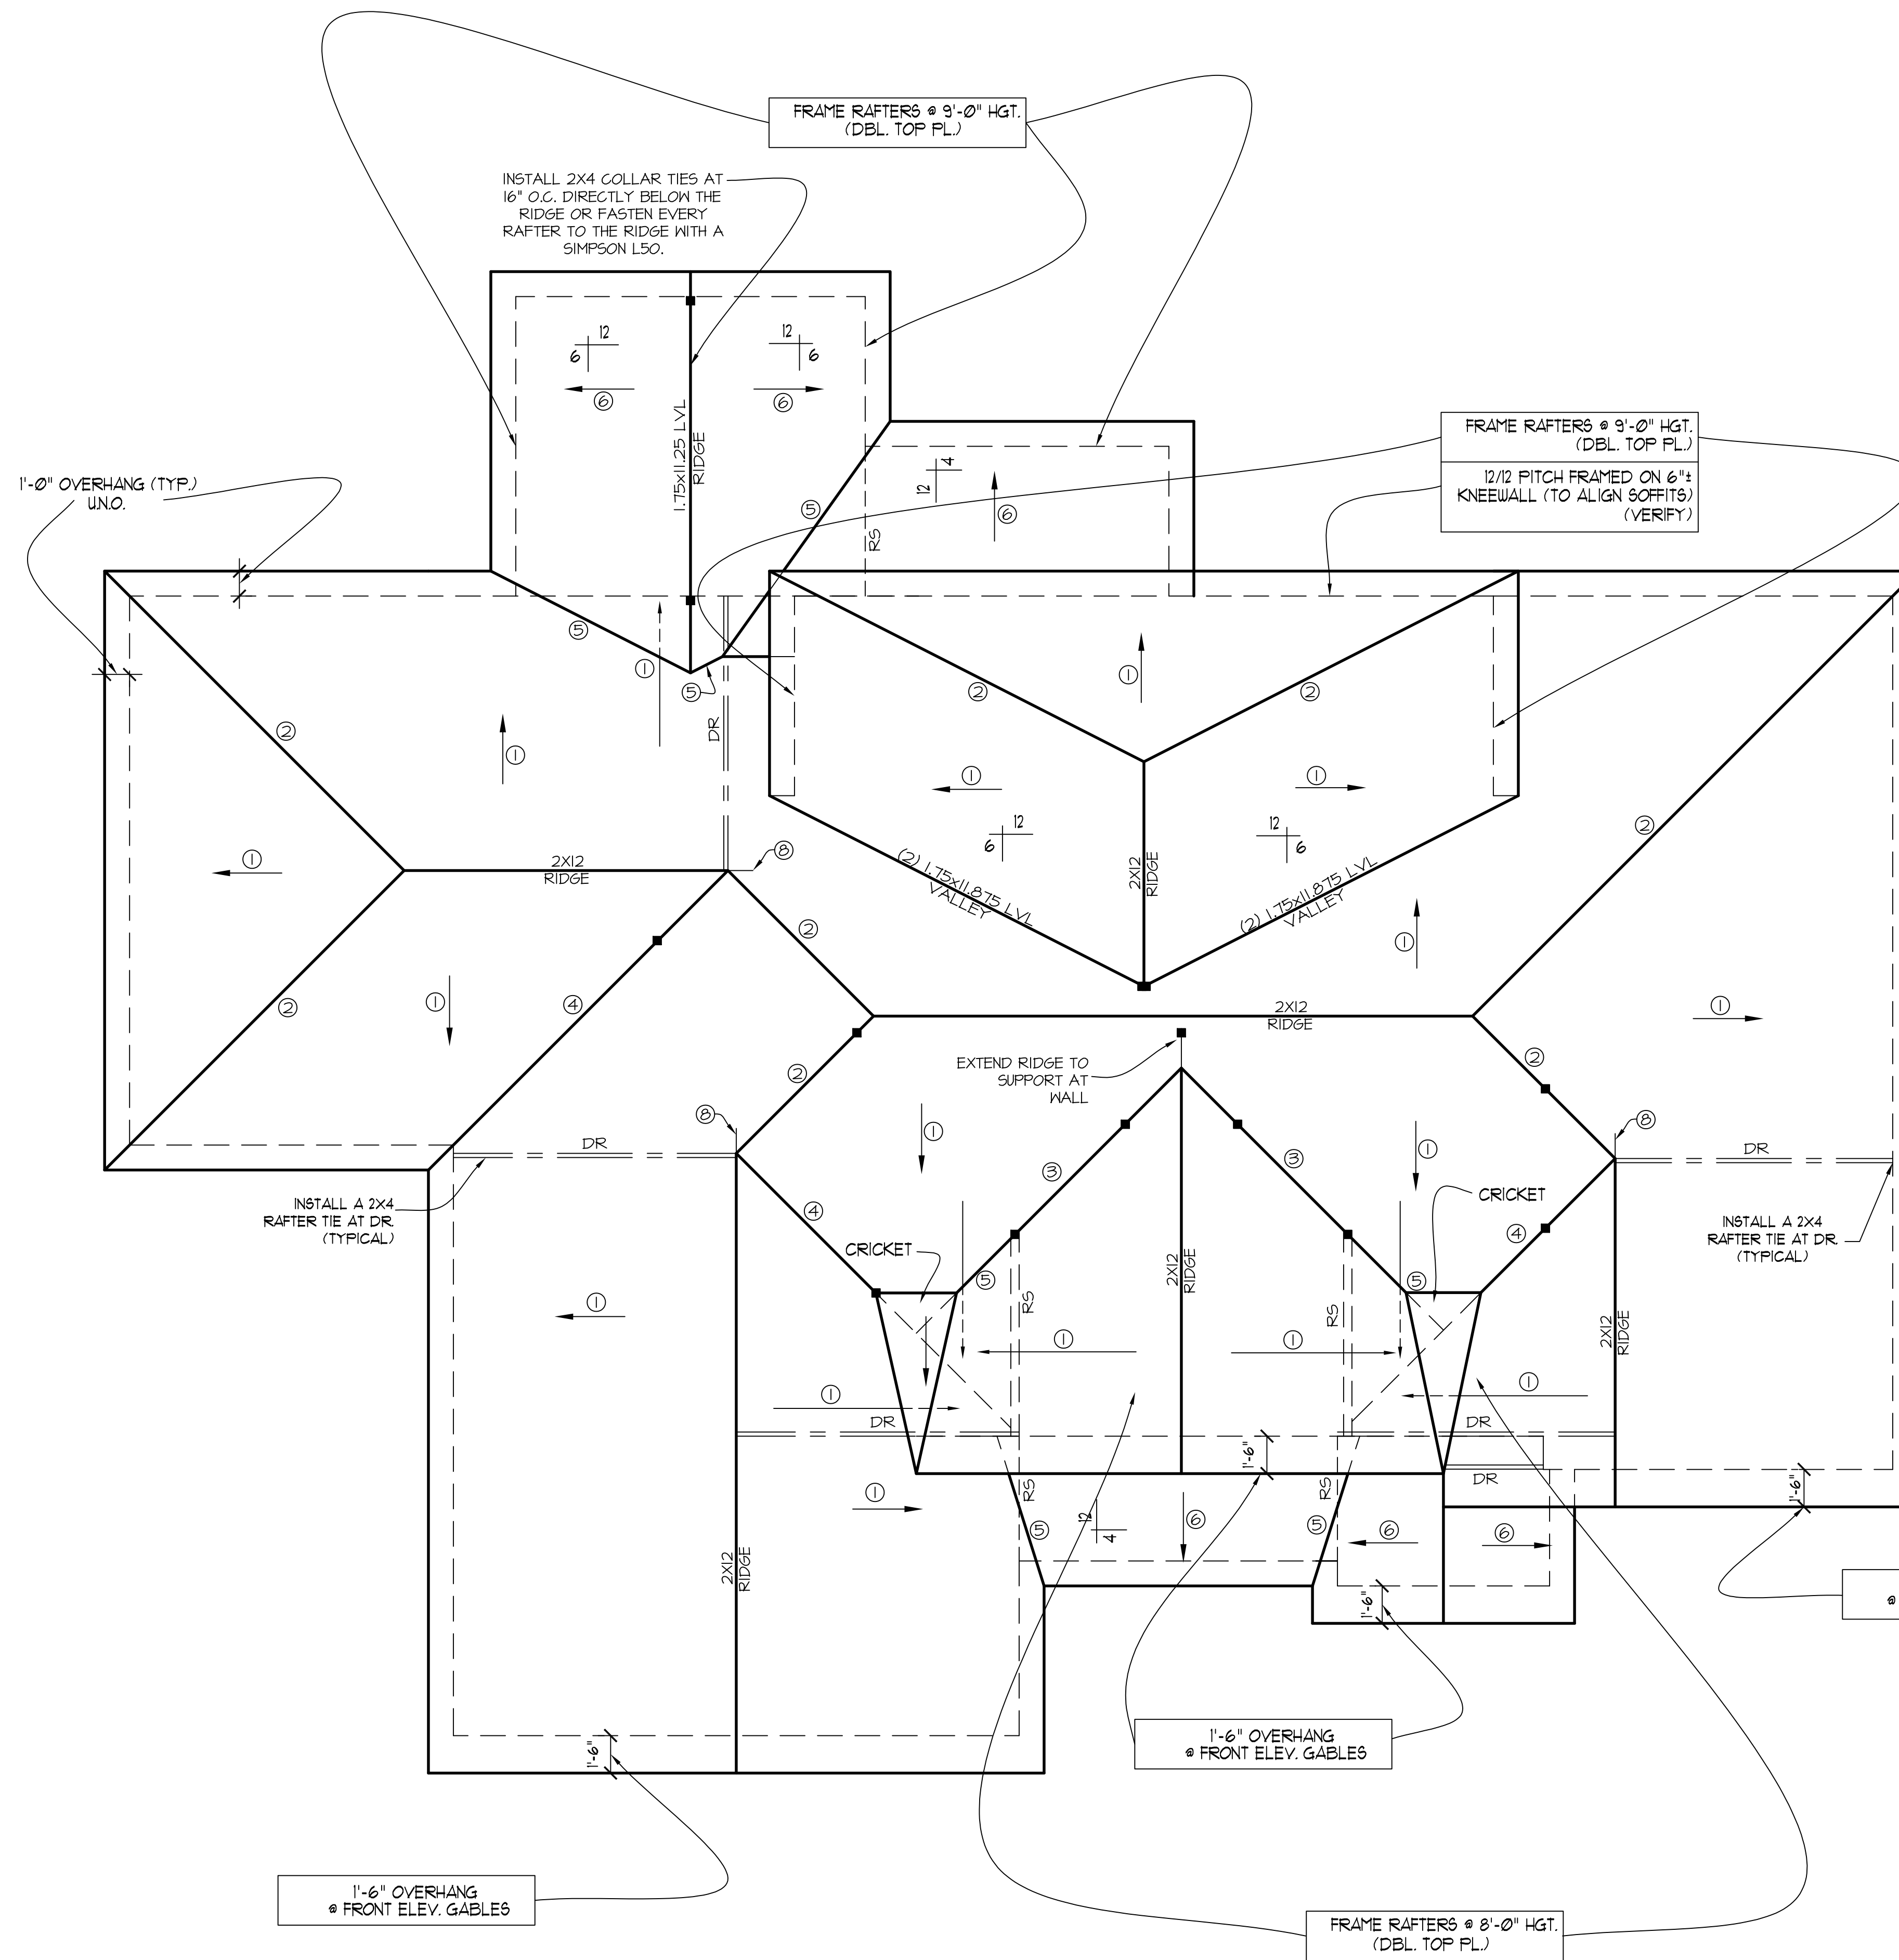 FRAME RAFTERS @ 9'-0" HGT.
(DBL. TOP PL.)
INSTALL 2X4 COLLAR TIES AT
16" O.C. DIRECTLY BELOW THE
RIDGE OR FASTEN EVERY
RAFTER TO THE RIDGE WITH A
SIMPSON L50.
12
6
12
6
6
6
1.75x11.25 LVL
RIDGE
FRAME RAFTERS @ 9'-0" HGT.
(DBL. TOP PL.)
12/12 PITCH FRAMED ON 6"±
KNEEWALL (TO ALIGN SOFFITS)
(VERIFY)
4
12
1'-0" OVERHANG (TYP.)
U.N.O.
5
6
RS
5
1
5
DR
2
1
2
1
2
1
1
1
12
6
12
6
2
8
1
2X12
RIDGE
2X12
RIDGE
(2) 1.75x11.875 LVL
VALLEY
(2) 1.75x11.875 LVL
VALLEY
2
1
1
4
2
2X12
RIDGE
1
2
EXTEND RIDGE TO
SUPPORT AT
WALL
2
2
8
1
1
8
DR
DR
3
3
INSTALL A 2X4
RAFTER TIE AT DR.
(TYPICAL)
4
CRICKET
CRICKET
4
INSTALL A 2X4
RAFTER TIE AT DR.
(TYPICAL)
5
5
2X12
RIDGE
RS
RS
1
2X12
RIDGE
1
1
1
1
DR
DR
1'-6"
DR
1
RS
RS
1'-6"
12
4
5
6
5
6
6
2X12
RIDGE
1'-6"
@
1'-6" OVERHANG
@ FRONT ELEV. GABLES
1'-6"
1'-6" OVERHANG
@ FRONT ELEV. GABLES
FRAME RAFTERS @ 8'-0" HGT.
(DBL. TOP PL.)